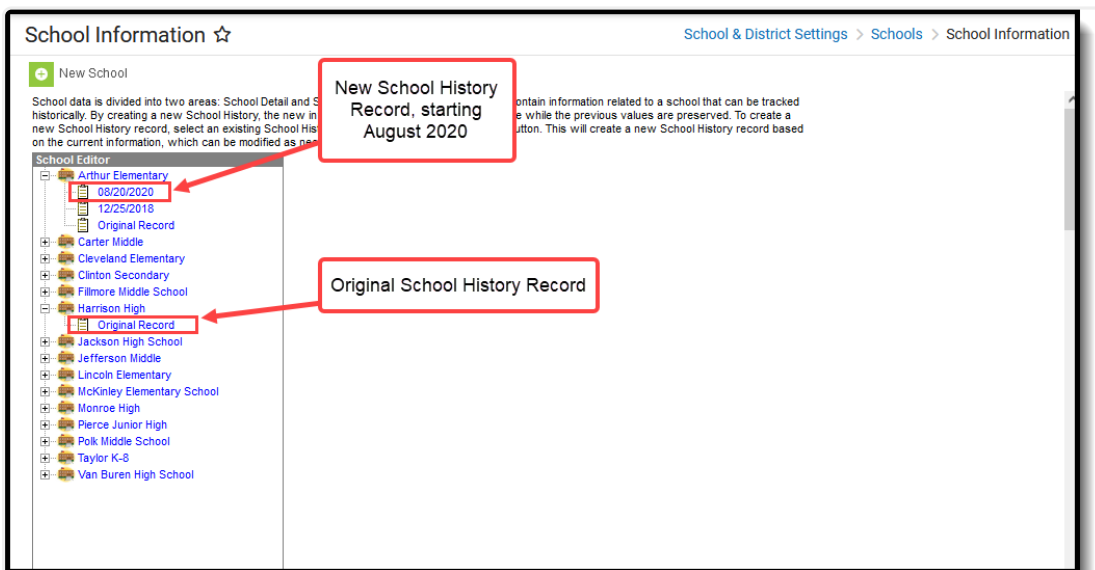 School Information
School & District Settings > Schools > School Information
New School
School data is divided into two areas: School Detail and S
ontain information related to a school that can be tracked
historically. By creating a new School History, the new in
e while the previous values are preserved. To create a
new School History record, select an existing School His
utton. This will create a new School History record based
on the current information, which can be modified as
New School History
Record, starting
August 2020
School Editor
Arthur Elementary
08/20/2020
12/25/2018
Original Record
Carter Middle
Cleveland Elementary
Clinton Secondary
Fillmore Middle School
Harrison High
Original Record
Original School History Record
Jackson High School
Jefferson Middle
Lincoln Elementary
McKinley Elementary School
Monroe High
Pierce Junior High
Polk Middle School
Taylor K-8
Van Buren High School